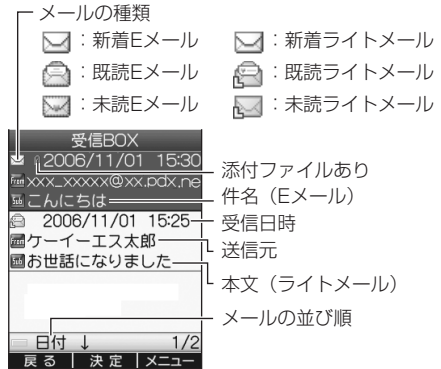 メールの種類
：新着Eメール　：新着ライトメール
：既読Eメール　：既読ライトメール
：未読Eメール　：未読ライトメール
受信BOX
2006/11/01 15:30
From xxx_xxxxx@xx.pdx.ne
Sub こんにちは
2006/11/01 15:25
From ケーイーエス太郎
Sub お世話になりました
日付 ↓ 1/2
戻る 決定 メニュー
添付ファイルあり
件名（Eメール）
受信日時
送信元
本文（ライトメール）
メールの並び順